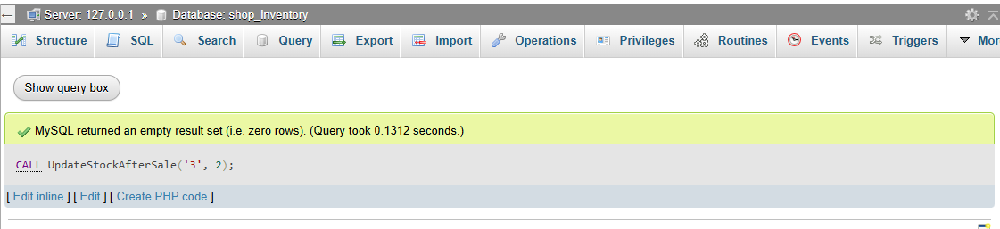 Server: 127.0.0.1 » Database: shop_inventory
Structure SQL Search Query Export Import Operations Privileges Routines Events Triggers Mor
Show query box
MySQL returned an empty result set (i.e. zero rows). (Query took 0.1312 seconds.)
CALL UpdateStockAfterSale('3', 2);
[ Edit inline ] [ Edit ] [ Create PHP code ]